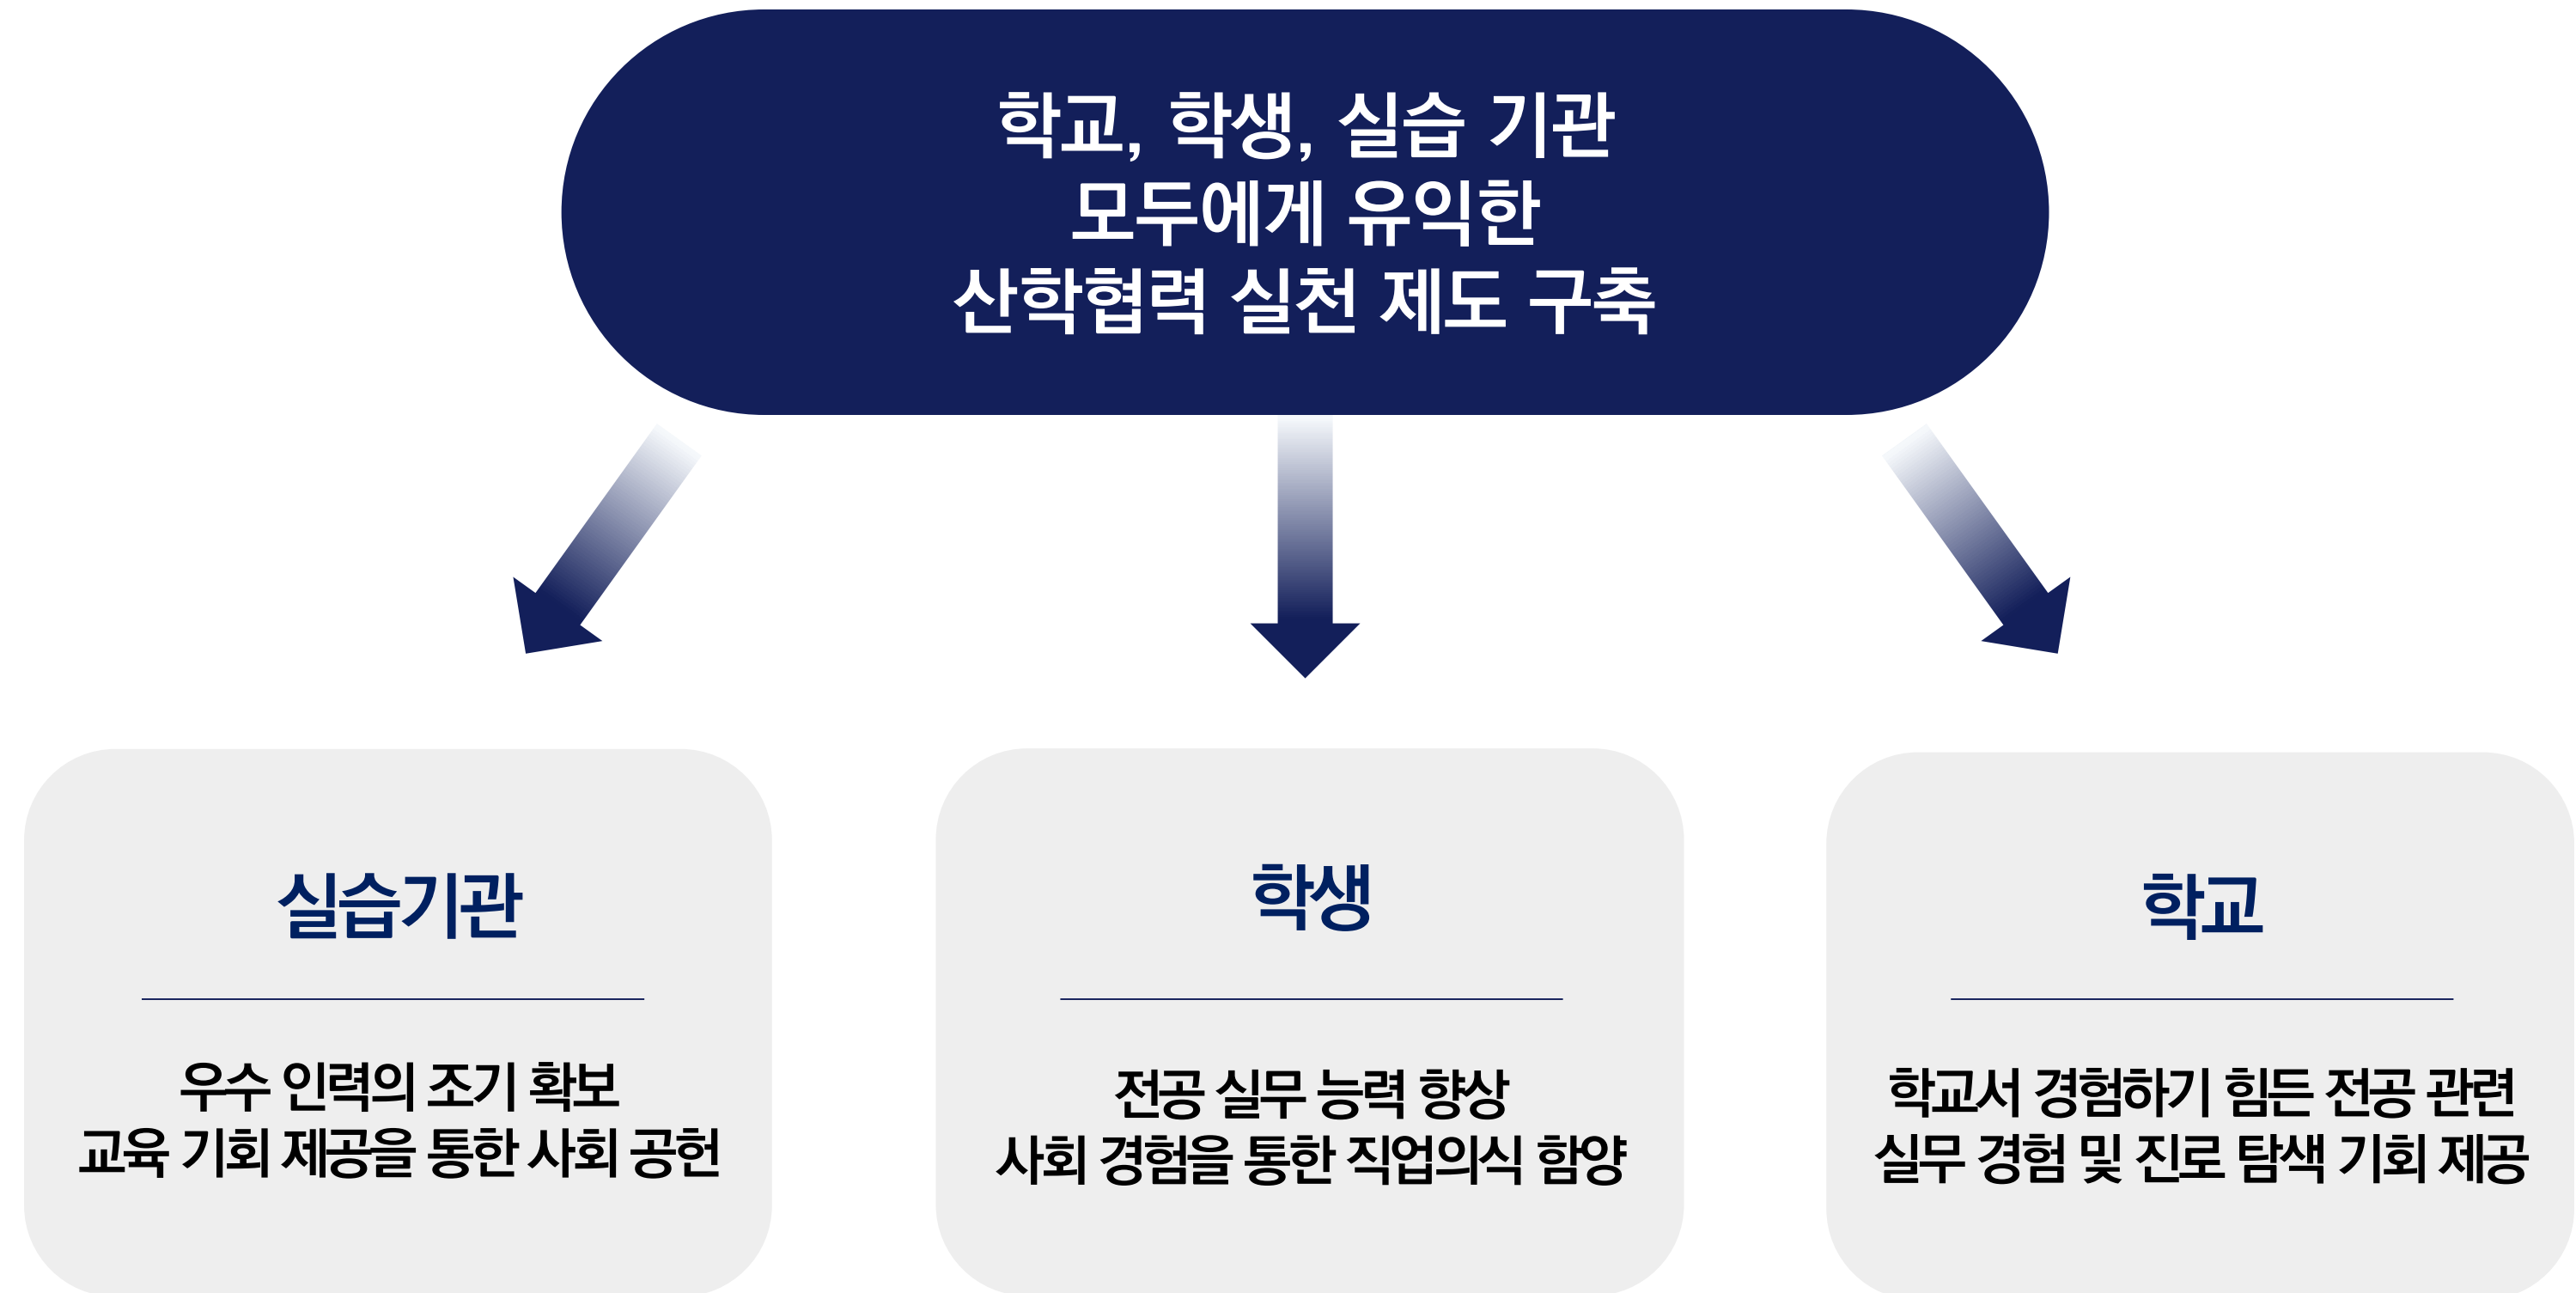 학교, 학생, 실습 기관
모두에게 유익한
산학협력 실천 제도 구축
실습기관
우수 인력의 조기 확보
교육 기회 제공을 통한 사회 공헌
학생
전공 실무 능력 향상
사회 경험을 통한 직업의식 함양
학교
학교서 경험하기 힘든 전공 관련
실무 경험 및 진로 탐색 기회 제공